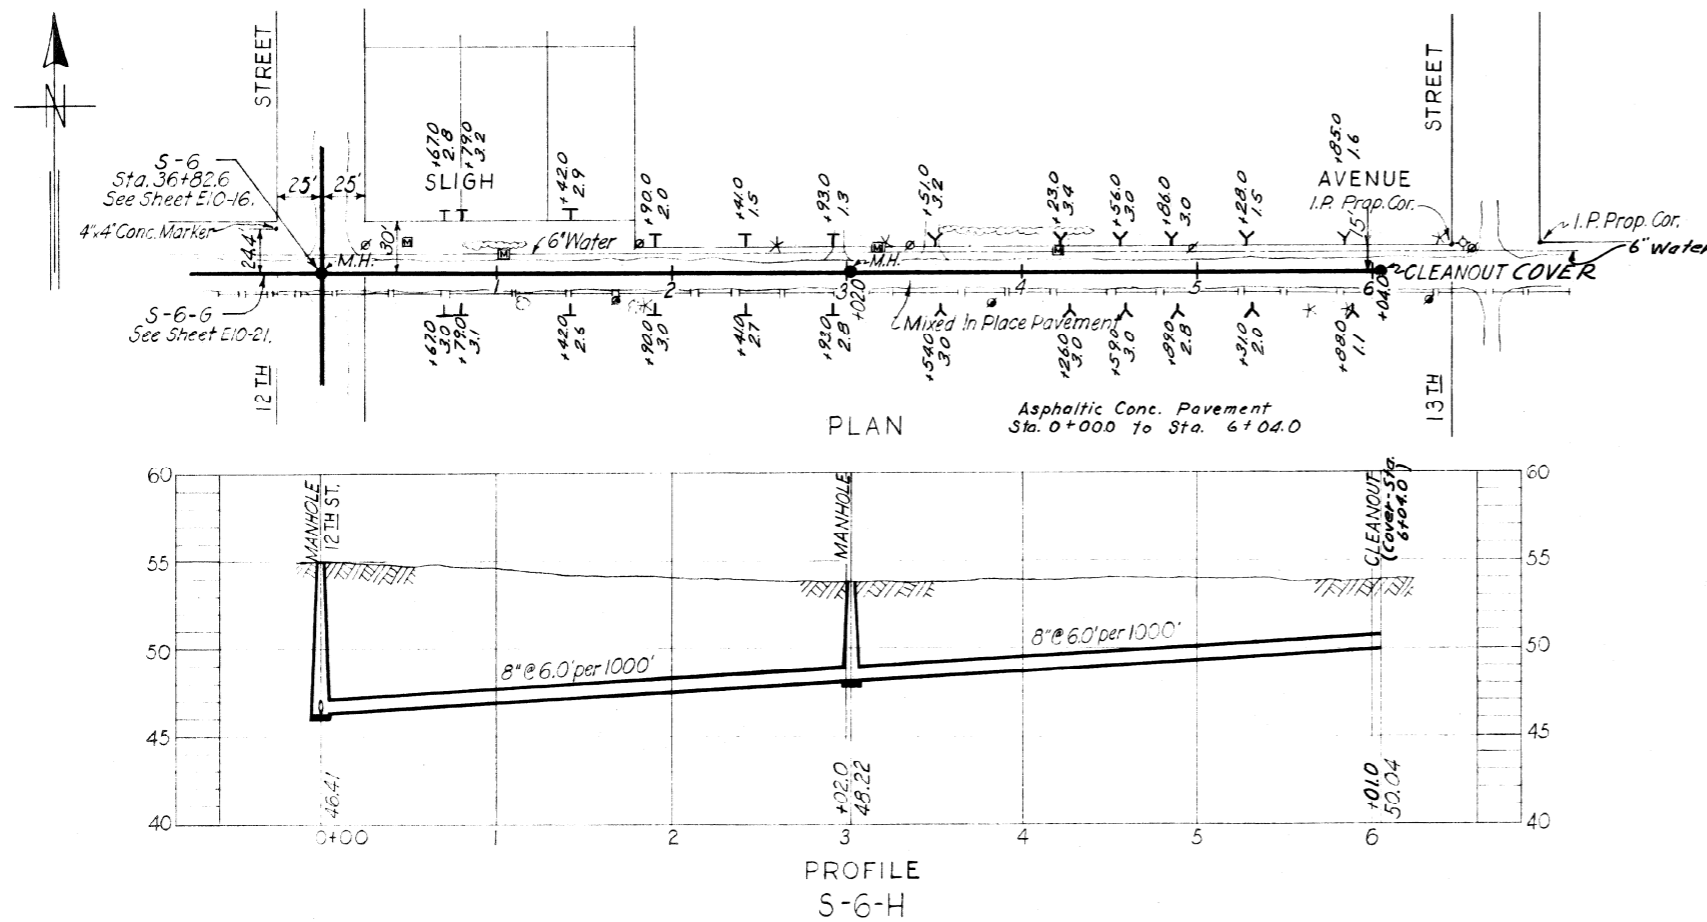 N
STREET
STREET
S-6
Sta. 36+82.6
See Sheet E10-16.
4"x4" Conc. Marker
25'
25'
24.4
30'
SLIGH
AVENUE
I.P. Prop. Cor.
I.P. Prop. Cor.
6" Water
6" Water
15'
+67.0
2.8
+79.0
3.2
+42.0
2.9
+90.0
2.0
+41.0
1.5
+93.0
1.3
+51.0
3.2
+23.0
3.4
+56.0
3.0
+86.0
3.0
+28.0
1.5
+85.0
1.6
M
M
M
M
M.H.
M.H.
CLEANOUT COVER
1
2
3
4
5
6
+02.0
+04.0
S-6-G
See Sheet E10-21.
Mixed In Place Pavement
+67.0
3.0
+79.0
3.1
+42.0
2.6
+90.0
3.0
+41.0
2.7
+93.0
2.8
+54.0
3.0
+26.0
3.0
+59.0
3.0
+89.0
2.8
+31.0
2.0
+88.0
1.1
12TH
13TH
PLAN
Asphaltic Conc. Pavement
Sta. 0+00.0 to Sta. 6+04.0
60
55
50
45
40
60
55
50
45
40
MANHOLE
12TH ST.
MANHOLE
CLEANOUT
(Cover-Sta.
6+04.0)
8" @ 6.0' per 1000'
8" @ 6.0' per 1000'
46.41
+02.0
48.22
+01.0
50.04
0+00
1
2
3
4
5
6
PROFILE
S-6-H